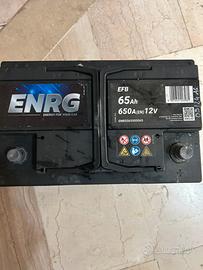 ENRG
ENERGY FOR YOUR CAR
EFB
65Ah
650A(EN) 12V